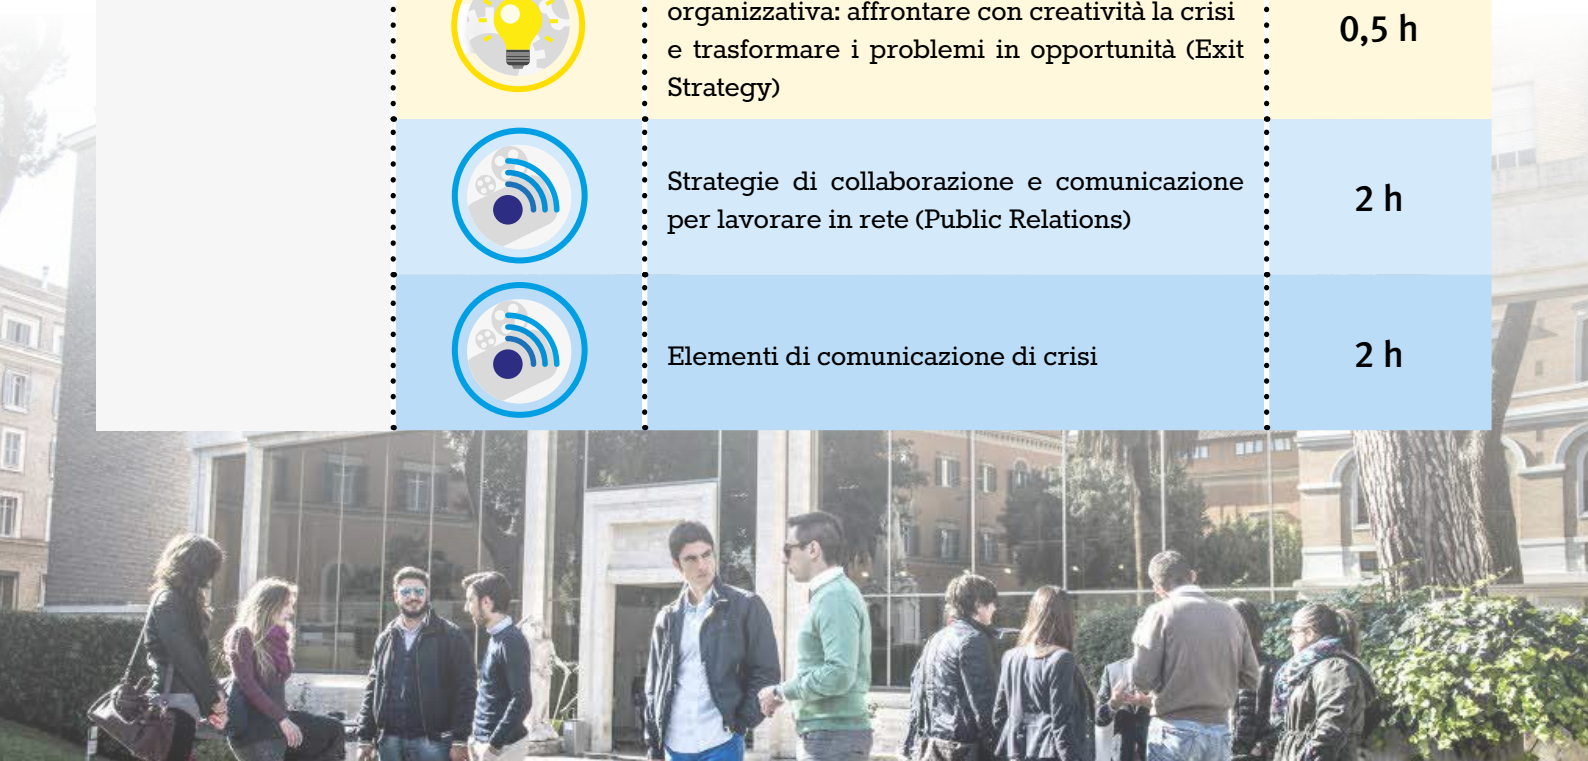 organizzativa: affrontare con creatività la crisi
e trasformare i problemi in opportunità (Exit
Strategy)
0,5 h
Strategie di collaborazione e comunicazione
per lavorare in rete (Public Relations)
2 h
Elementi di comunicazione di crisi
2 h